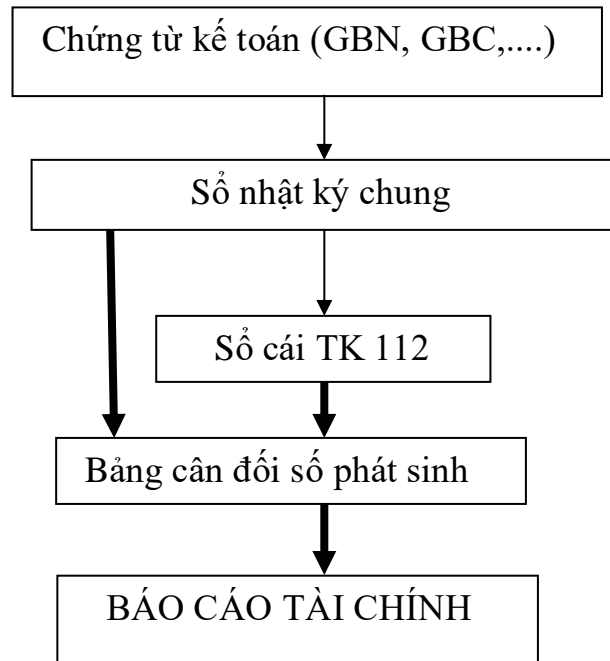 Chứng từ kế toán (GBN, GBC,....)
Sổ nhật ký chung
Sổ cái TK 112
Bảng cân đối số phát sinh
BÁO CÁO TÀI CHÍNH